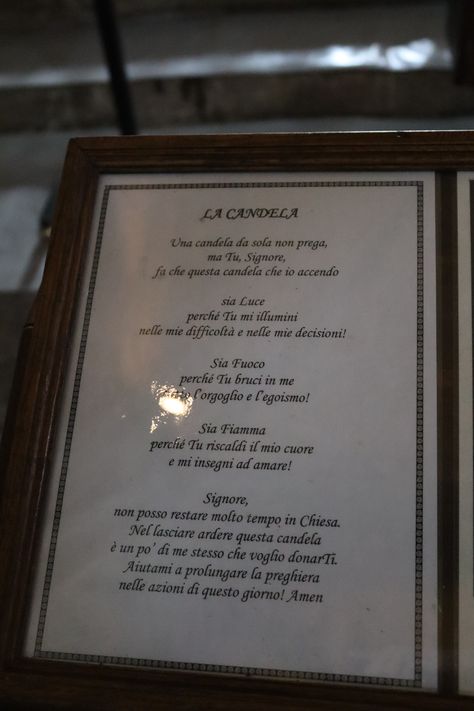 LA CANDELA
Una candela da sola non prega,
ma Tu, Signore,
fa che questa candela che io accendo
sia Luce
perché Tu mi illumini
nelle mie difficoltà e nelle mie decisioni!
Sia Fuoco
perché Tu bruci in me
l'orgoglio e l'egoismo!
Sia Fiamma
perché Tu riscaldi il mio cuore
e mi insegni ad amare!
Signore,
non posso restare molto tempo in Chiesa.
Nel lasciare ardere questa candela
è un po' di me stesso che voglio donarTi.
Aiutami a prolungare la preghiera
nelle azioni di questo giorno! Amen